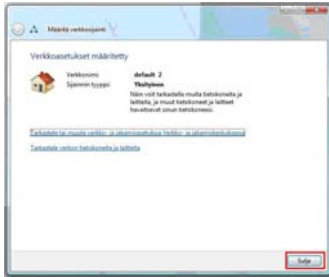 Määritä verkkosijainti
Verkkoasetukset määritetty
Verkkonimi default 2
Sijainnin tyyppi Yksityinen
Näin voit tarkastella muita tietokoneita ja
laitteita, ja muut tietokoneet ja laitteet
havaitsevat sinun tietokoneesi.
Tarkastele tai muuta verkko- ja jakamisasetuksia Verkko- ja jakamiskeskuksessa
Tarkastele verkon tietokoneita ja laitteita
Sulje